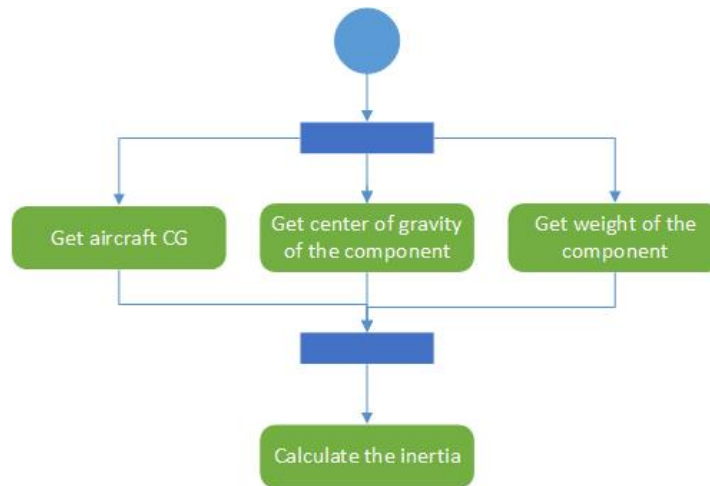 Get aircraft CG
Get center of gravity
of the component
Get weight of the
component
Calculate the inertia